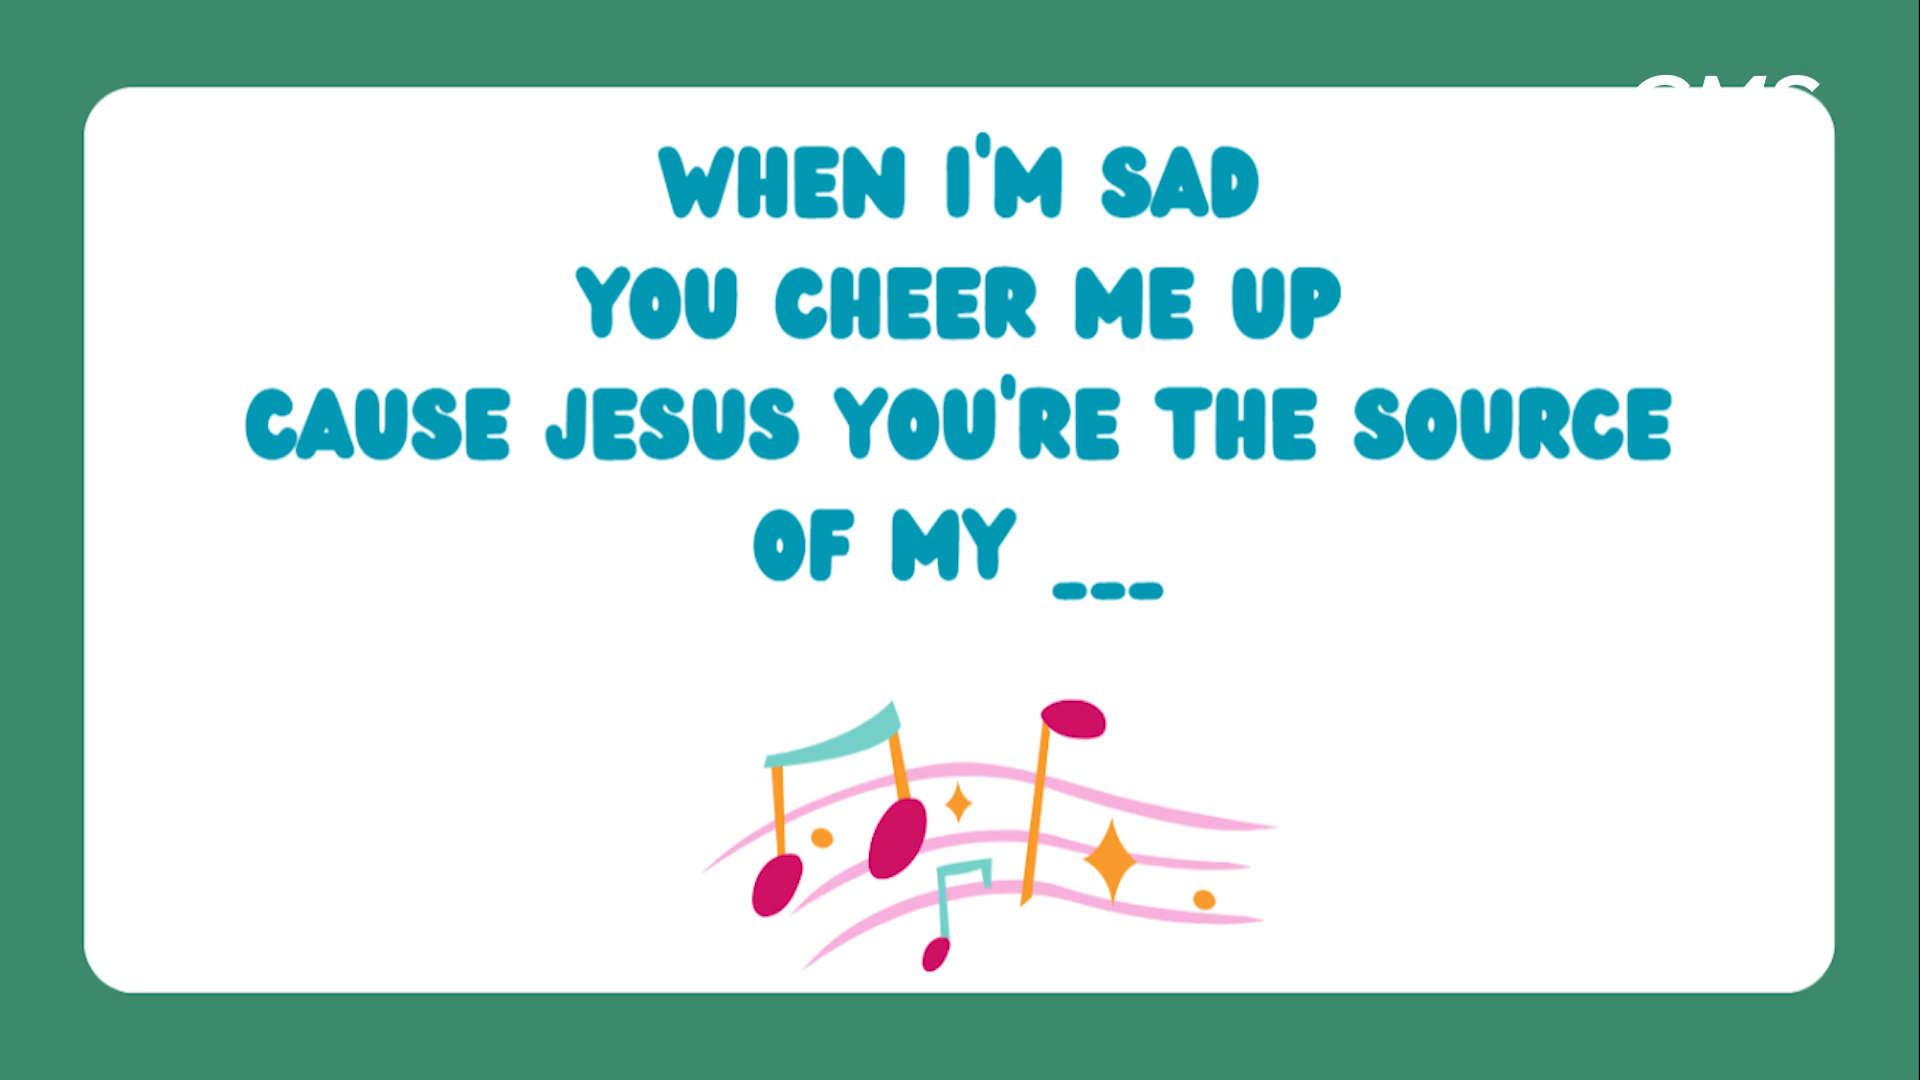 WHEN I'M SAD
YOU CHEER ME UP
CAUSE JESUS YOU'RE THE SOURCE
OF MY ___